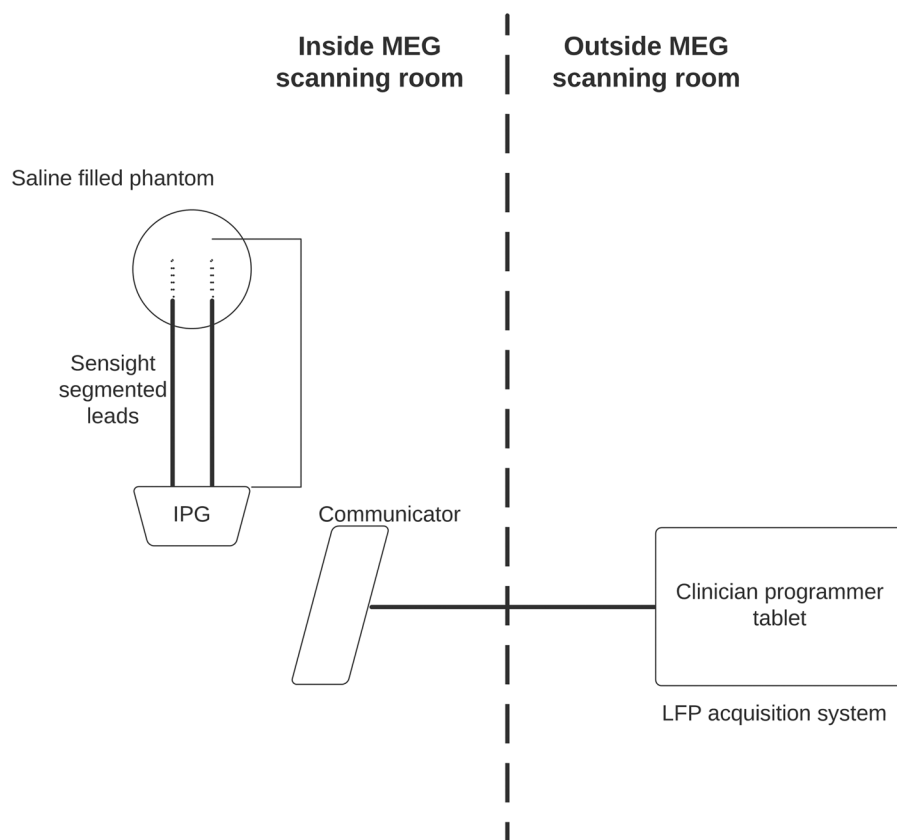 Inside MEG
scanning room
Outside MEG
scanning room
Saline filled phantom
Sensight
segmented
leads
IPG
Communicator
Clinician programmer
tablet
LFP acquisition system